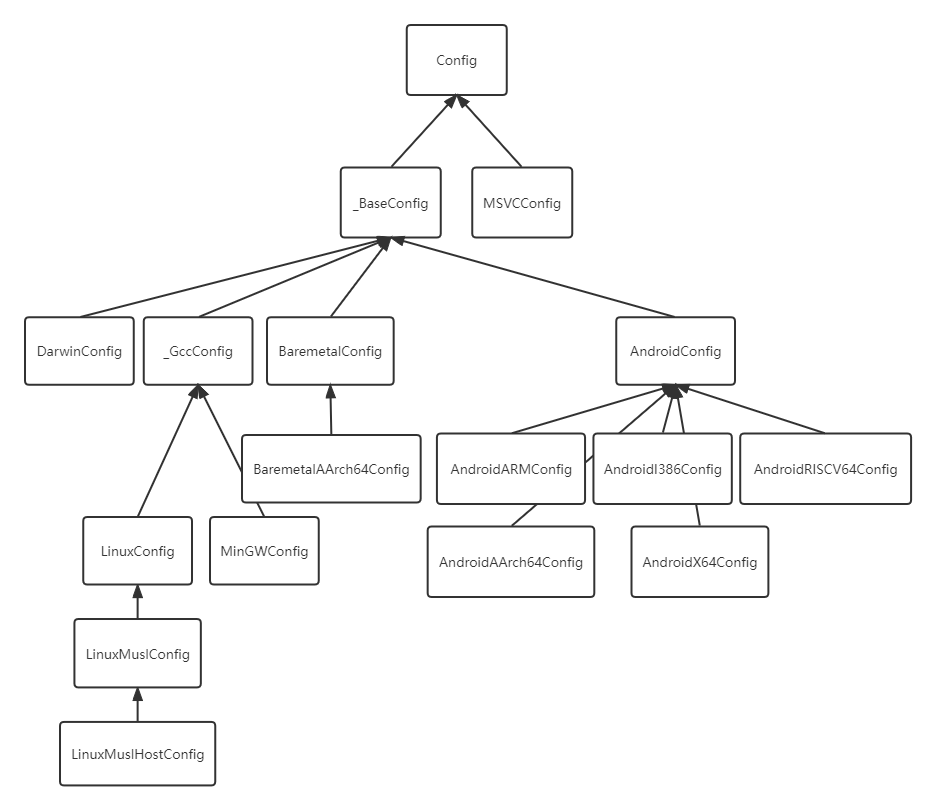 Config
_BaseConfig
MSVCConfig
DarwinConfig
_GccConfig
BaremetalConfig
AndroidConfig
BaremetalAArch64Config
AndroidARMConfig
AndroidI386Config
AndroidRISCV64Config
LinuxConfig
MinGWConfig
AndroidAArch64Config
AndroidX64Config
LinuxMuslConfig
LinuxMuslHostConfig